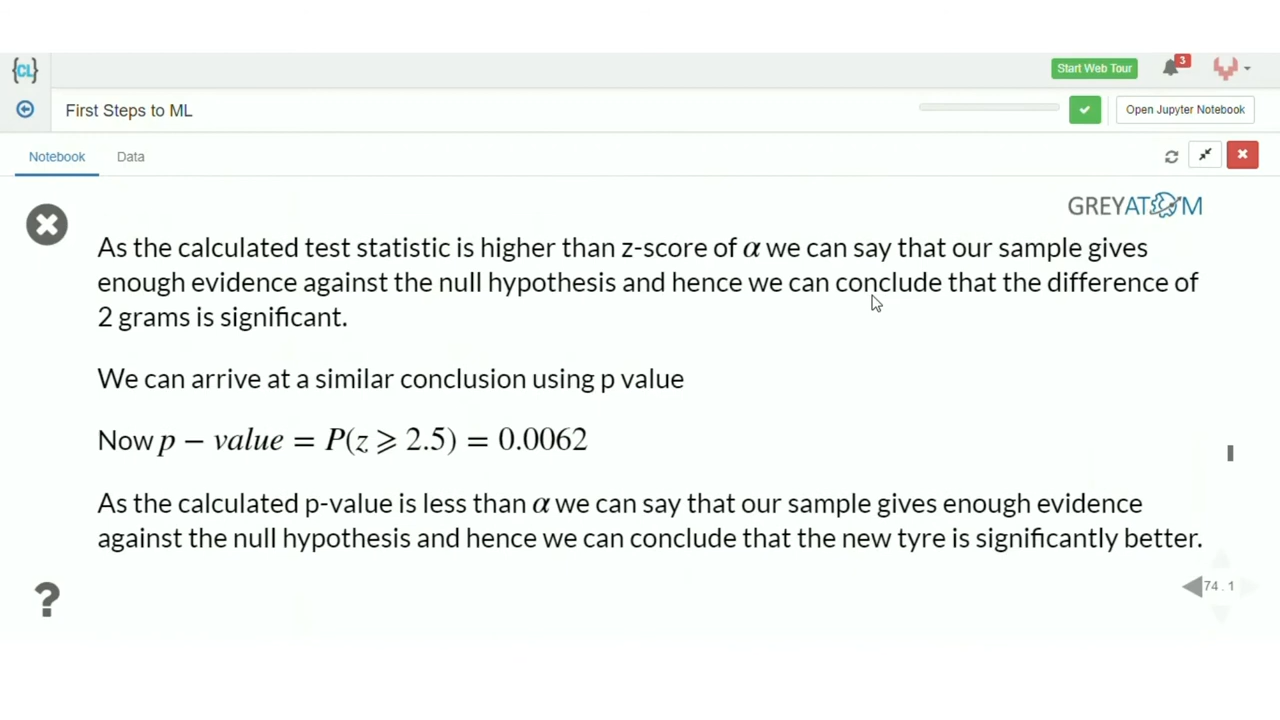 {CL}
Start Web Tour
3
First Steps to ML
Open Jupyter Notebook
Notebook
Data
GREYATOM
As the calculated test statistic is higher than z-score of α we can say that our sample gives
enough evidence against the null hypothesis and hence we can conclude that the difference of
2 grams is significant.
We can arrive at a similar conclusion using p value
Now p − value = P(z ⩾ 2.5) = 0.0062
As the calculated p-value is less than α we can say that our sample gives enough evidence
against the null hypothesis and hence we can conclude that the new tyre is significantly better.
?
74 . 1